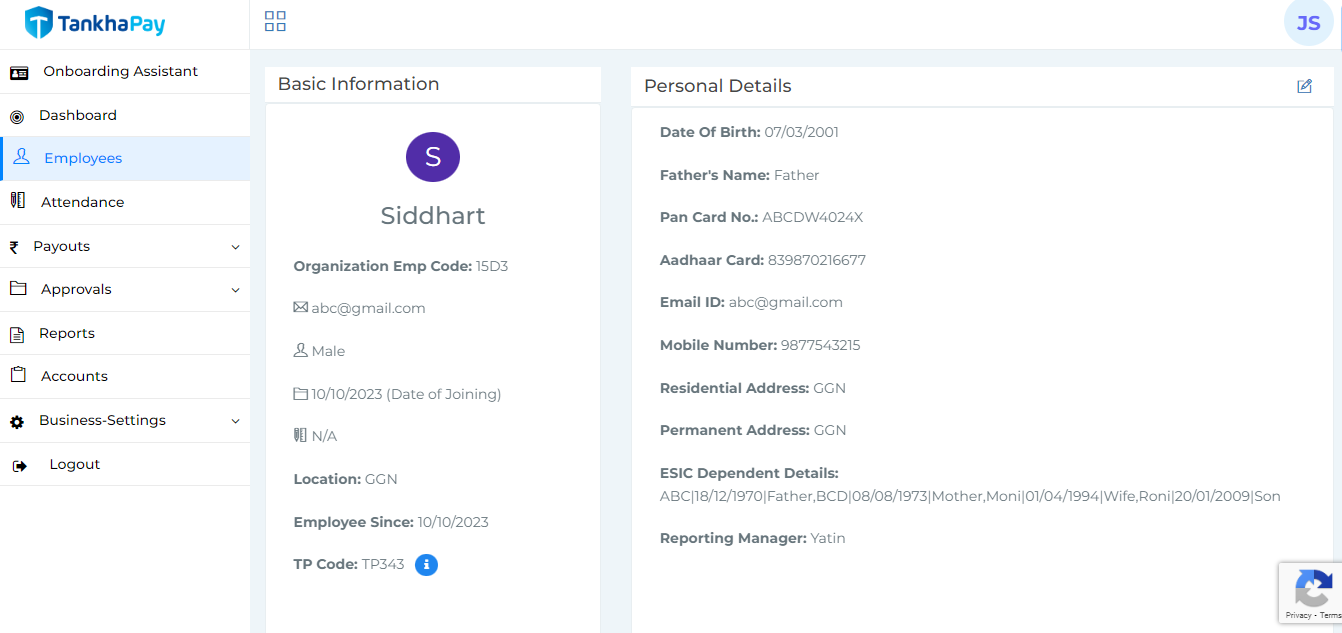 TankhaPay
JS
Onboarding Assistant
Dashboard
Employees
Attendance
Payouts
Approvals
Reports
Accounts
Business-Settings
Logout
Basic Information
S
Siddhart
Organization Emp Code: 15D3
abc@gmail.com
Male
10/10/2023 (Date of Joining)
N/A
Location: GGN
Employee Since: 10/10/2023
TP Code: TP343
Personal Details
Date Of Birth: 07/03/2001
Father's Name: Father
Pan Card No.: ABCDW4024X
Aadhaar Card: 839870216677
Email ID: abc@gmail.com
Mobile Number: 9877543215
Residential Address: GGN
Permanent Address: GGN
ESIC Dependent Details:
ABC|18/12/1970|Father,BCD|08/08/1973|Mother,Moni|01/04/1994|Wife,Roni|20/01/2009|Son
Reporting Manager: Yatin
Privacy - Terms